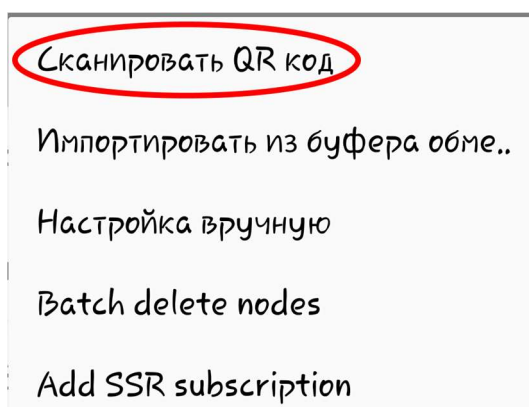 Сканировать QR код
Импортировать из буфера обме..
Настройка вручную
Batch delete nodes
Add SSR subscription